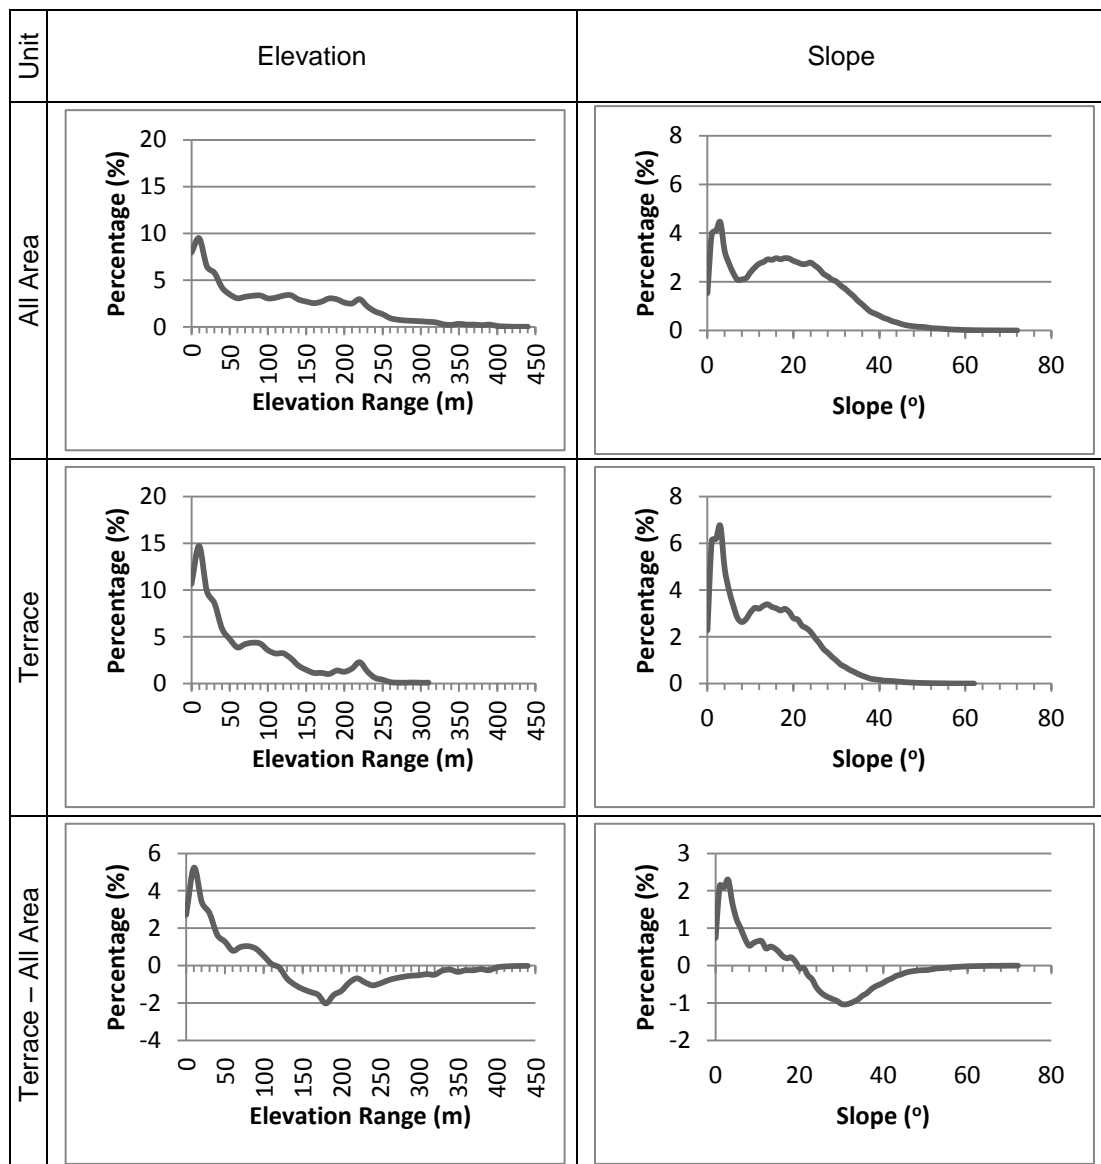 Unit
Elevation
Slope
All Area
Percentage (%)
20
15
10
5
0
0 50 100 150 200 250 300 350 400 450
Elevation Range (m)
Percentage (%)
8
6
4
2
0
0 20 40 60 80
Slope (º)
Terrace
Percentage (%)
20
15
10
5
0
0 50 100 150 200 250 300 350 400 450
Elevation Range (m)
Percentage (%)
8
6
4
2
0
0 20 40 60 80
Slope (º)
Terrace – All Area
Percentage (%)
6
4
2
0
-2
-4
0 50 100 150 200 250 300 350 400 450
Elevation Range (m)
Percentage (%)
3
2
1
0
-1
-2
0 20 40 60 80
Slope (º)